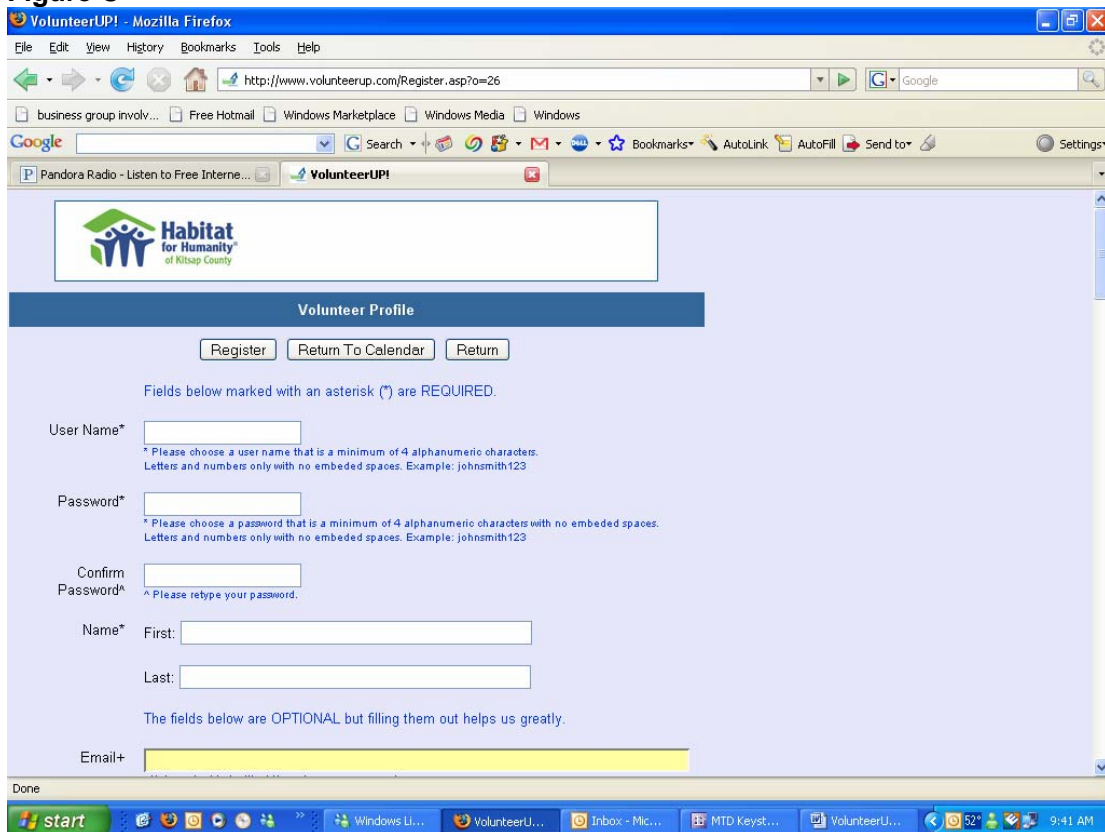 VolunteerUP! - Mozilla Firefox
File Edit View History Bookmarks Tools Help
http://www.volunteerup.com/Register.asp?o=26 G Google
business group involv... Free Hotmail Windows Marketplace Windows Media Windows
Google G Search Bookmarks AutoLink AutoFill Send to Settings
Pandora Radio - Listen to Free Interne... VolunteerUP!
Habitat
for Humanity®
of Kitsap County
Volunteer Profile
Register Return To Calendar Return
Fields below marked with an asterisk (*) are REQUIRED.
User Name*
* Please choose a user name that is a minimum of 4 alphanumeric characters.
Letters and numbers only with no embeded spaces. Example: johnsmith123
Password*
* Please choose a password that is a minimum of 4 alphanumeric characters with no embeded spaces.
Letters and numbers only with no embeded spaces. Example: johnsmith123
Confirm
Password^
^ Please retype your password.
Name* First:
Last:
The fields below are OPTIONAL but filling them out helps us greatly.
Email+
Done
start Windows Li... VolunteerU... Inbox - Mic... MTD Keyst... VolunteerU... 52° 9:41 AM